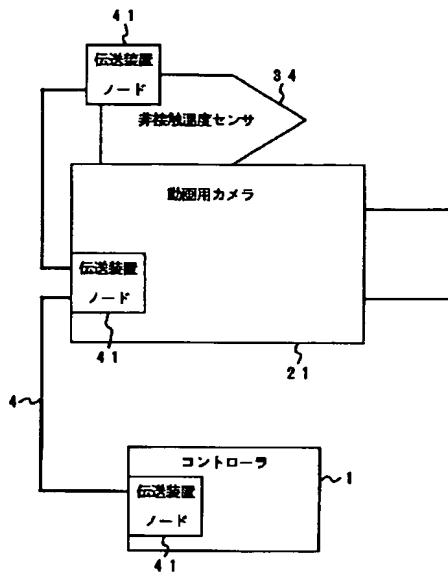 ４１
伝送装置
ノード
３４
非接触温度センサ
動画用カメラ
伝送装置
ノード
４１
２１
４
コントローラ
１
伝送装置
ノード
４１